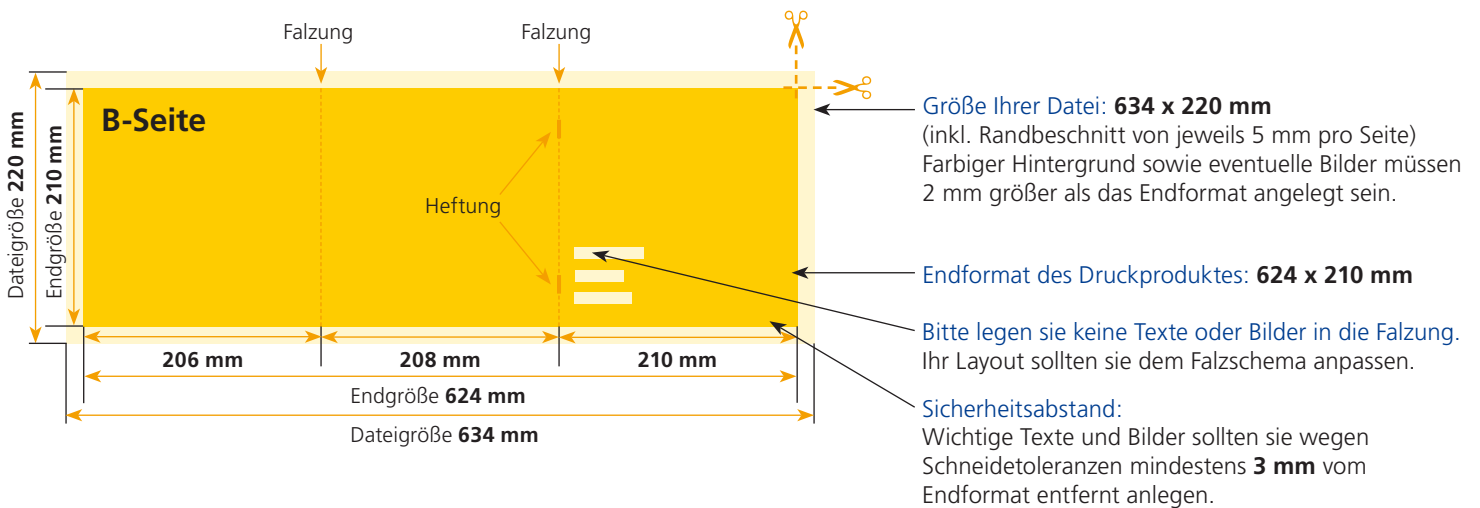 Falzung
Falzung
B-Seite
Dateigröße 220 mm
Endgröße 210 mm
Heftung
206 mm
208 mm
210 mm
Endgröße 624 mm
Dateigröße 634 mm
Größe Ihrer Datei: 634 x 220 mm
(inkl. Randbeschnitt von jeweils 5 mm pro Seite)
Farbiger Hintergrund sowie eventuelle Bilder müssen
2 mm größer als das Endformat angelegt sein.
Endformat des Druckproduktes: 624 x 210 mm
Bitte legen sie keine Texte oder Bilder in die Falzung.
Ihr Layout sollten sie dem Falzschema anpassen.
Sicherheitsabstand:
Wichtige Texte und Bilder sollten sie wegen
Schneidetoleranzen mindestens 3 mm vom
Endformat entfernt anlegen.